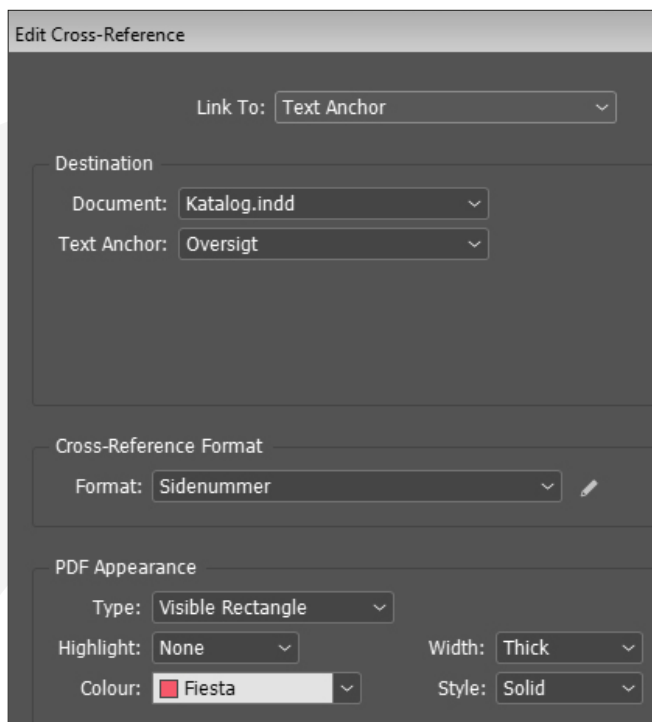 Edit Cross-Reference
Link To: Text Anchor
Destination
Document: Katalog.indd
Text Anchor: Oversigt
Cross-Reference Format
Format: Sidenummer
PDF Appearance
Type: Visible Rectangle
Highlight: None Width: Thick
Colour: Fiesta Style: Solid